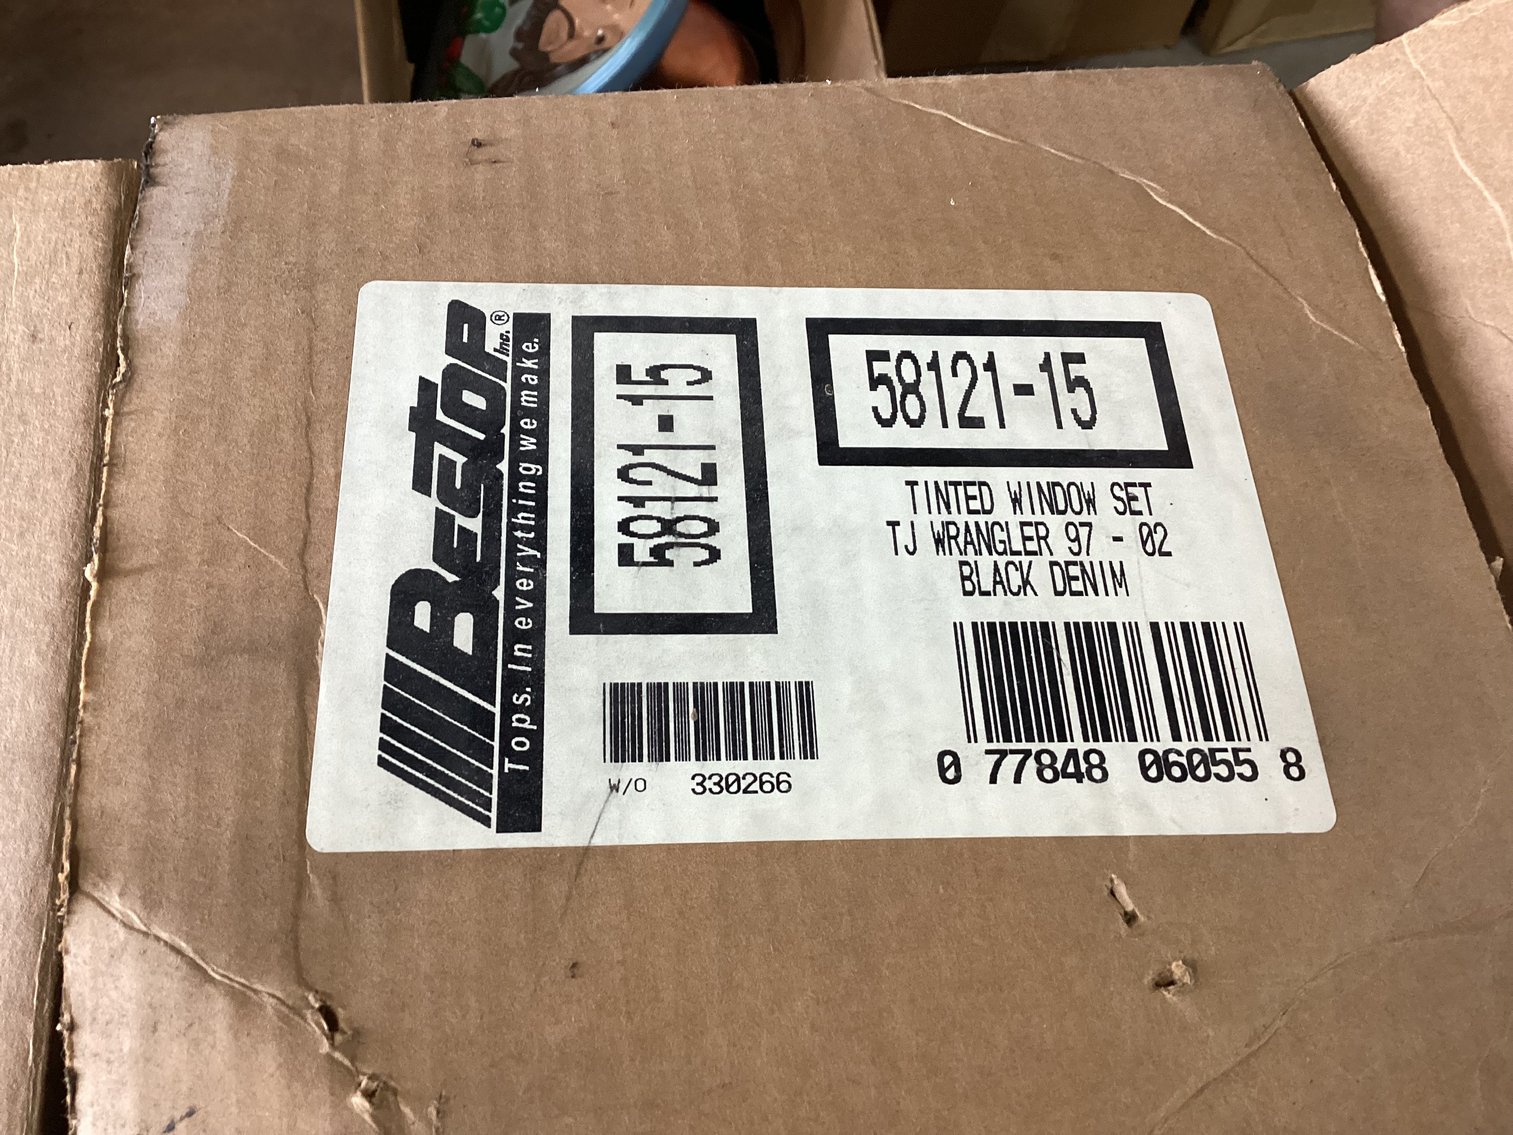 Bestop Inc.®
Tops. In everything we make.
58121-15
58121-15
TINTED WINDOW SET
TJ WRANGLER 97 - 02
BLACK DENIM
W/O 330266
0 77848 06055 8